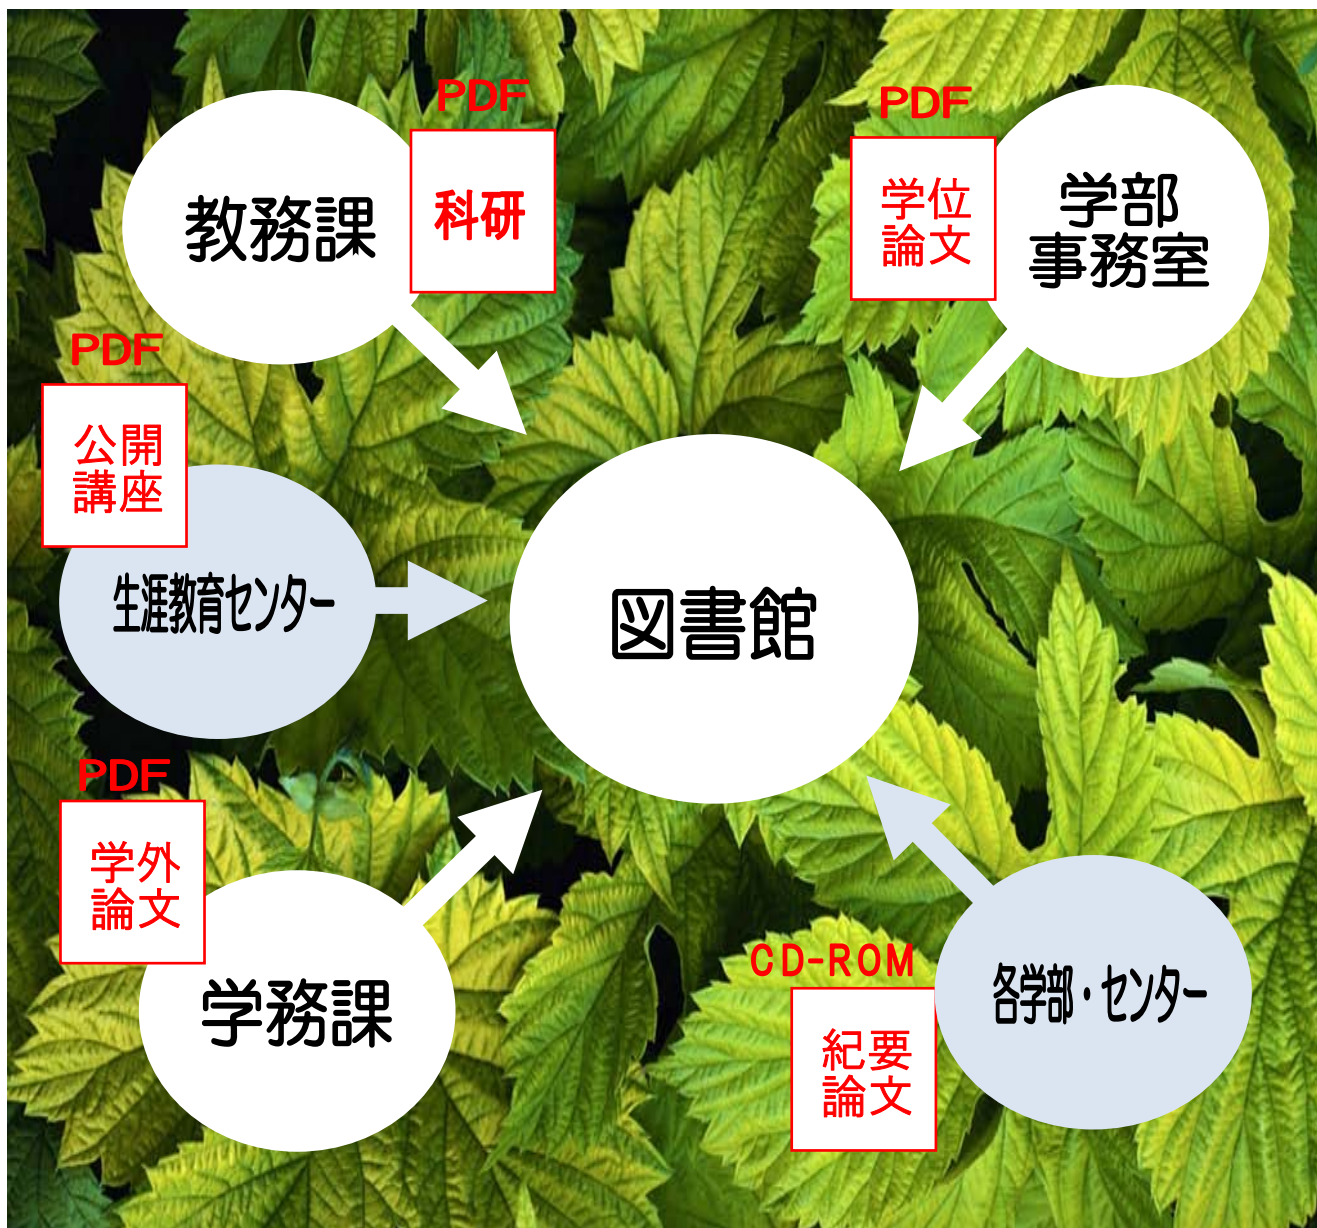 PDF
科研
教務課
PDF
学位
論文
学部
事務室
PDF
公開
講座
生涯教育センター
図書館
PDF
学外
論文
学務課
CD-ROM
紀要
論文
各学部・センター